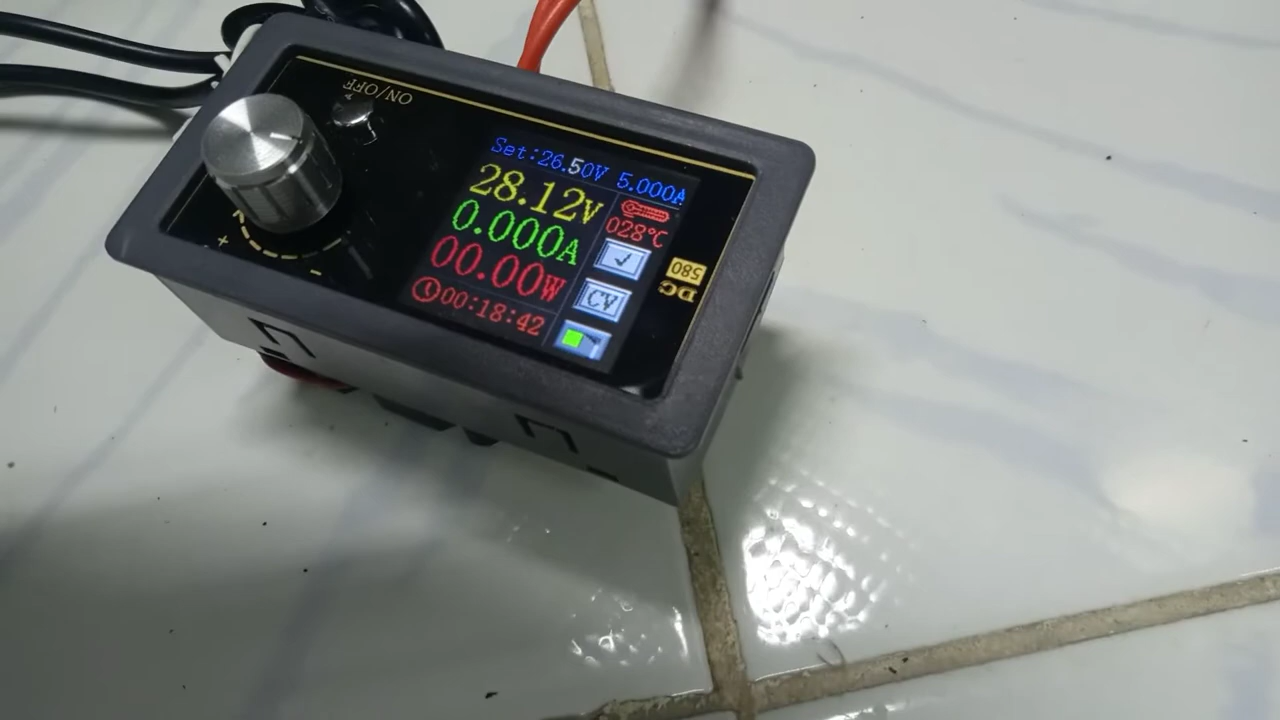 ON/OFF
Set:26.50V 5.000A
28.12V
0.000A
00.00W
00:18:42
028℃
CV
DC
580
+
-